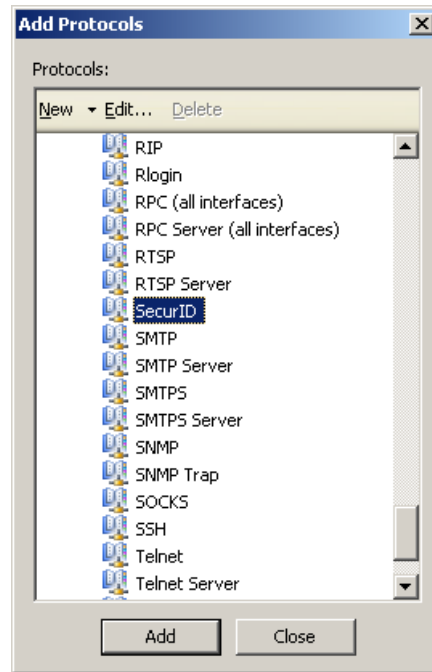 Add Protocols
Protocols:
New Edit... Delete
RIP
Rlogin
RPC (all interfaces)
RPC Server (all interfaces)
RTSP
RTSP Server
SecurID
SMTP
SMTP Server
SMTPS
SMTPS Server
SNMP
SNMP Trap
SOCKS
SSH
Telnet
Telnet Server
Add Close